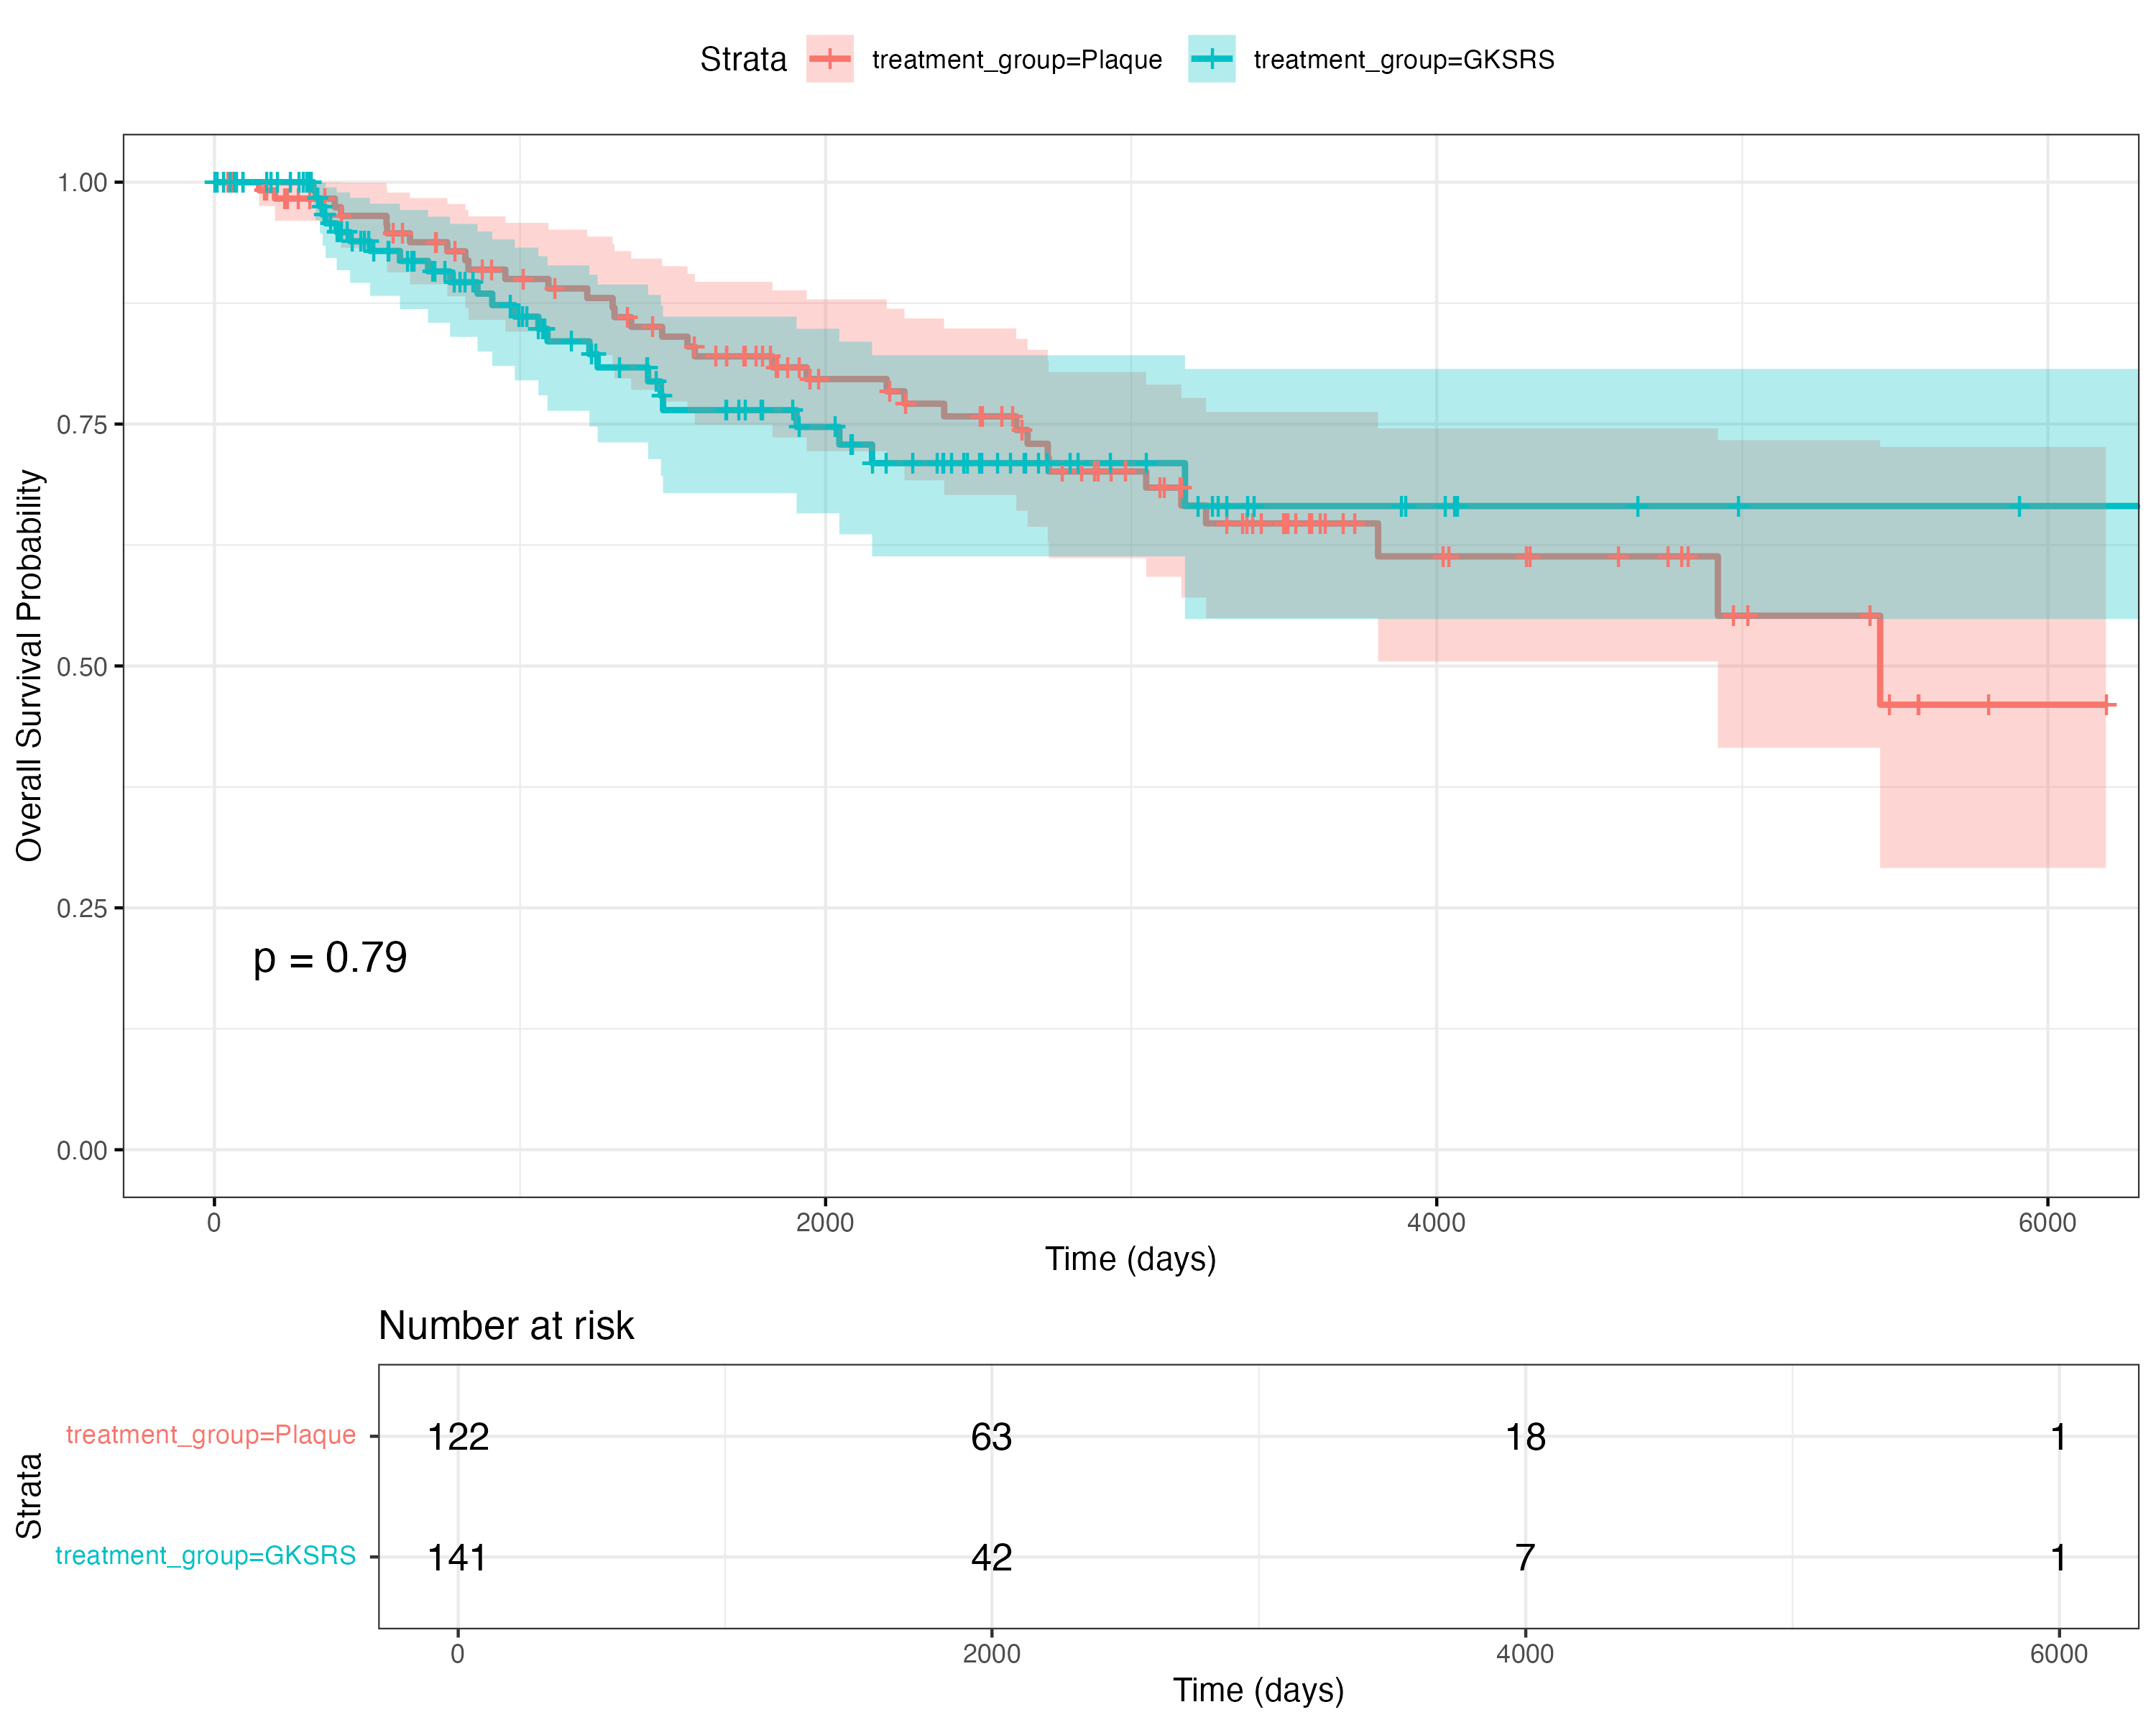 Strata treatment_group=Plaque treatment_group=GKSRS
Overall Survival Probability
1.00
0.75
0.50
0.25
0.00
p = 0.79
0 2000 4000 6000
Time (days)
Number at risk
Strata
treatment_group=Plaque 122 63 18 1
treatment_group=GKSRS 141 42 7 1
0 2000 4000 6000
Time (days)